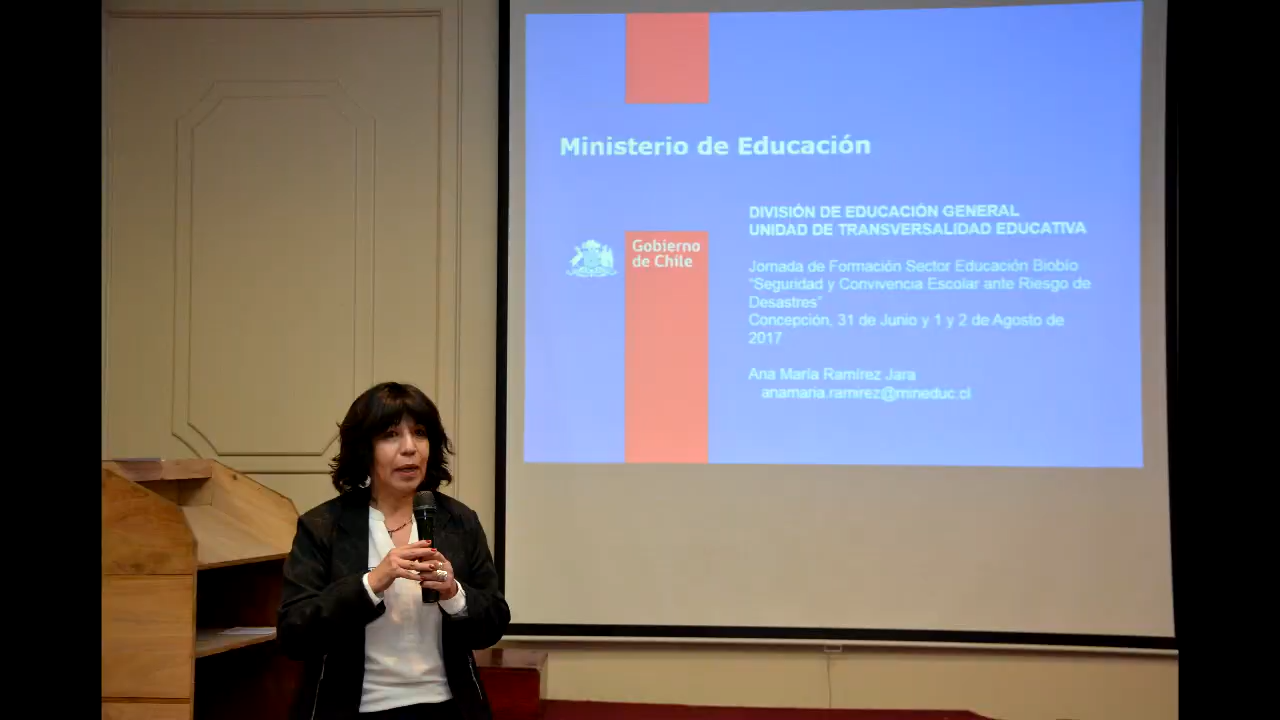 Ministerio de Educación
DIVISIÓN DE EDUCACIÓN GENERAL
UNIDAD DE TRANSVERSALIDAD EDUCATIVA
Gobierno
de Chile
Jornada de Formación Sector Educación Biobío
"Seguridad y Convivencia Escolar ante Riesgo de
Desastres"
Concepción, 31 de Junio y 1 y 2 de Agosto de
2017
Ana María Ramírez Jara
anamaria.ramirez@mineduc.cl